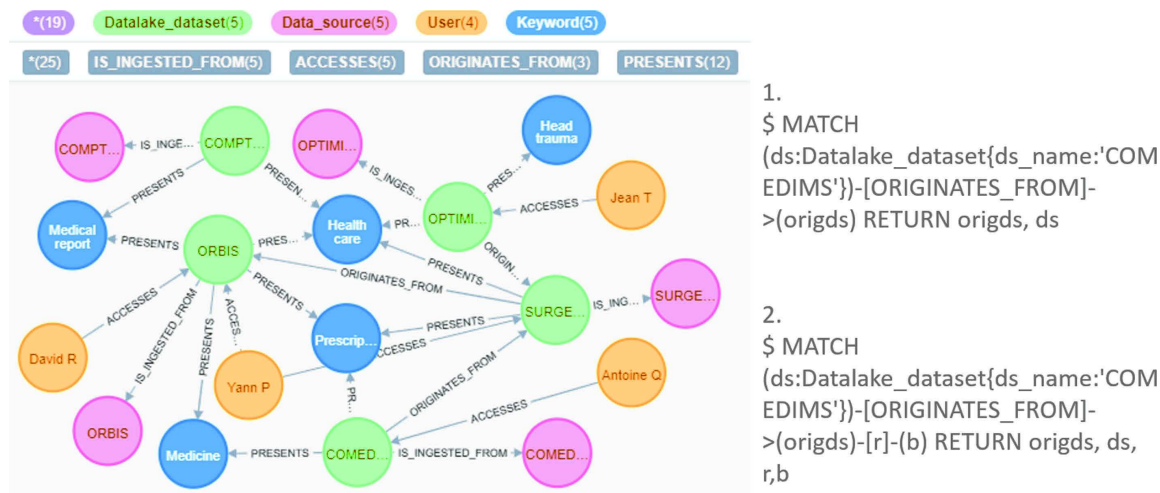 *(19) Datalake_dataset(5) Data_source(5) User(4) Keyword(5)
*(25) IS_INGESTED_FROM(5) ACCESSES(5) ORIGINATES_FROM(3) PRESENTS(12)
COMPT...
IS_INGE...
COMPT...
OPTIMI...
Head
trauma
PRESENTS
PRESEN...
IS_INGES...
PRES...
Medical
report
PRESENTS
ORBIS
PRES...
Health
care
PR...
OPTIMI...
ACCESSES
Jean T
ORIGIN...
PRESENTS
ORIGINATES_FROM
PRESENTS
ACCESSES
IS_INGESTED_FROM
PRESENTS
ACCES...
Prescrip...
PRESENTS
CCESSES
SURGE...
IS_ING...
SURGE...
David R
Yann P
PR...
ORIGINATES_FROM
ACCESSES
Antoine Q
ORBIS
Medicine
PRESENTS
COMED...
IS_INGESTED_FROM
COMED...
1.
$ MATCH
(ds:Datalake_dataset{ds_name:'COM
EDIMS'})-[ORIGINATES_FROM]-
>(origds) RETURN origds, ds
2.
$ MATCH
(ds:Datalake_dataset{ds_name:'COM
EDIMS'})-[ORIGINATES_FROM]-
>(origds)-[r]-(b) RETURN origds, ds,
r,b